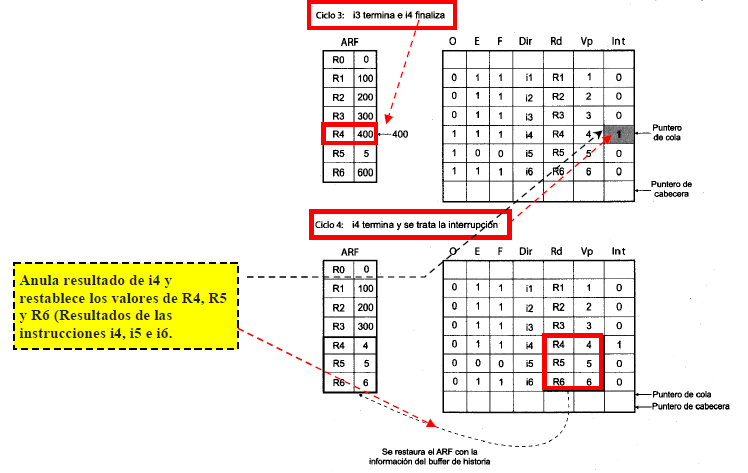 Ciclo 3: i3 termina e i4 finaliza
ARF
R0 0
R1 100
R2 200
R3 300
R4 400
R5 5
R6 600
400
O E F Dir Rd Vp Int
0 1 1 i1 R1 1 0
0 1 1 i2 R2 2 0
0 1 1 i3 R3 3 0
1 1 1 i4 R4 4 1
1 0 0 i5 R5 5 0
1 1 1 i6 R6 6 0
Puntero
de cola
Puntero de
cabecera
Ciclo 4: i4 termina y se trata la interrupción
Anula resultado de i4 y
restablece los valores de R4, R5
y R6 (Resultados de las
instrucciones i4, i5 e i6.
ARF
R0 0
R1 100
R2 200
R3 300
R4 4
R5 5
R6 6
O E F Dir Rd Vp Int
0 1 1 i1 R1 1 0
0 1 1 i2 R2 2 0
0 1 1 i3 R3 3 0
0 1 1 i4 R4 4 1
0 0 0 i5 R5 5 0
0 1 1 i6 R6 6 0
Puntero de cola
Puntero de cabecera
Se restaura el ARF con la
información del buffer de historia